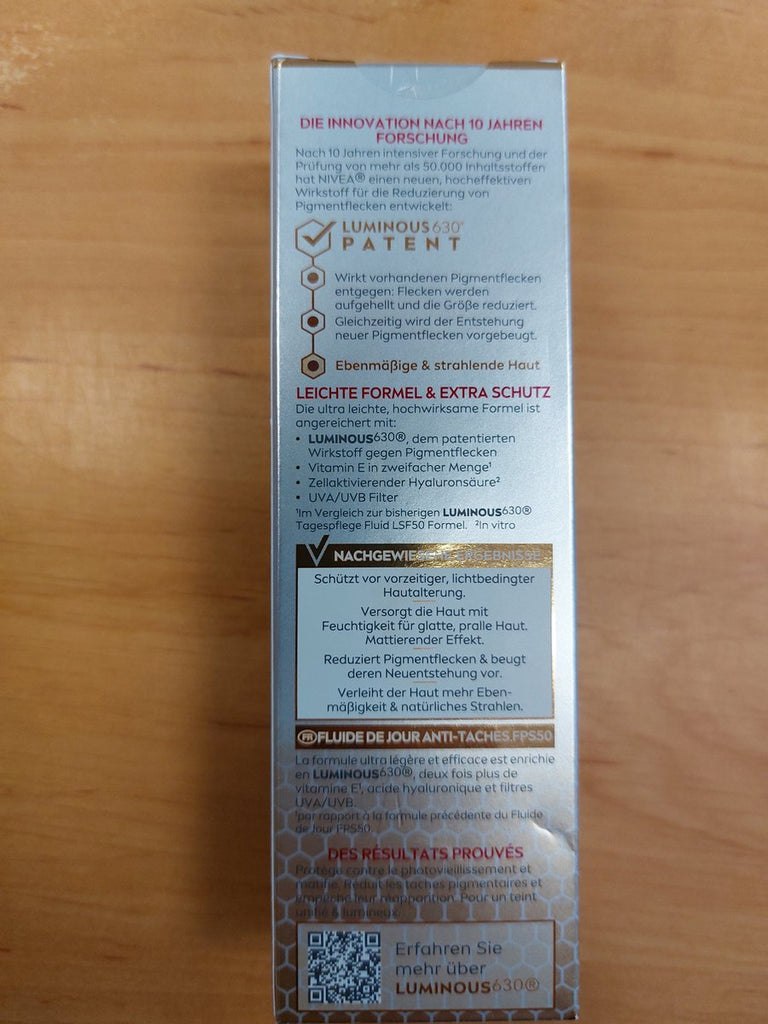 DIE INNOVATION NACH 10 JAHREN
FORSCHUNG
Nach 10 Jahren intensiver Forschung und der
Prüfung von mehr als 50.000 Inhaltsstoffen
hat NIVEA® einen neuen, hocheffektiven
Wirkstoff für die Reduzierung von
Pigmentflecken entwickelt:
LUMINOUS630®
PATENT
Wirkt vorhandenen Pigmentflecken
entgegen: Flecken werden
aufgehellt und die Größe reduziert.
Gleichzeitig wird der Entstehung
neuer Pigmentflecken vorgebeugt.
Ebenmäßige & strahlende Haut
LEICHTE FORMEL & EXTRA SCHUTZ
Die ultra leichte, hochwirksame Formel ist
angereichert mit:
• LUMINOUS630®, dem patentierten
Wirkstoff gegen Pigmentflecken
• Vitamin E in zweifacher Menge¹
• Zellaktivierender Hyaluronsäure²
• UVA/UVB Filter
¹Im Vergleich zur bisherigen LUMINOUS630®
Tagespflege Fluid LSF50 Formel. ²In vitro
NACHGEWIESENE ERGEBNISSE
Schützt vor vorzeitiger, lichtbedingter
Hautalterung.
Versorgt die Haut mit
Feuchtigkeit für glatte, pralle Haut.
Mattierender Effekt.
Reduziert Pigmentflecken & beugt
deren Neuentstehung vor.
Verleiht der Haut mehr Eben-
mäßigkeit & natürliches Strahlen.
FR FLUIDE DE JOUR ANTI-TACHES FPS50
La formule ultra légère et efficace est enrichie
en LUMINOUS630®, deux fois plus de
vitamine E¹, acide hyaluronique et filtres
UVA/UVB.
¹par rapport à la formule précédente du Fluide
de Jour FPS50.
DES RÉSULTATS PROUVÉS
Protège contre le photovieillissement et
matifie. Réduit les taches pigmentaires et
empêche leur réapparition. Pour un teint
unifié & lumineux.
Erfahren Sie
mehr über
LUMINOUS630®